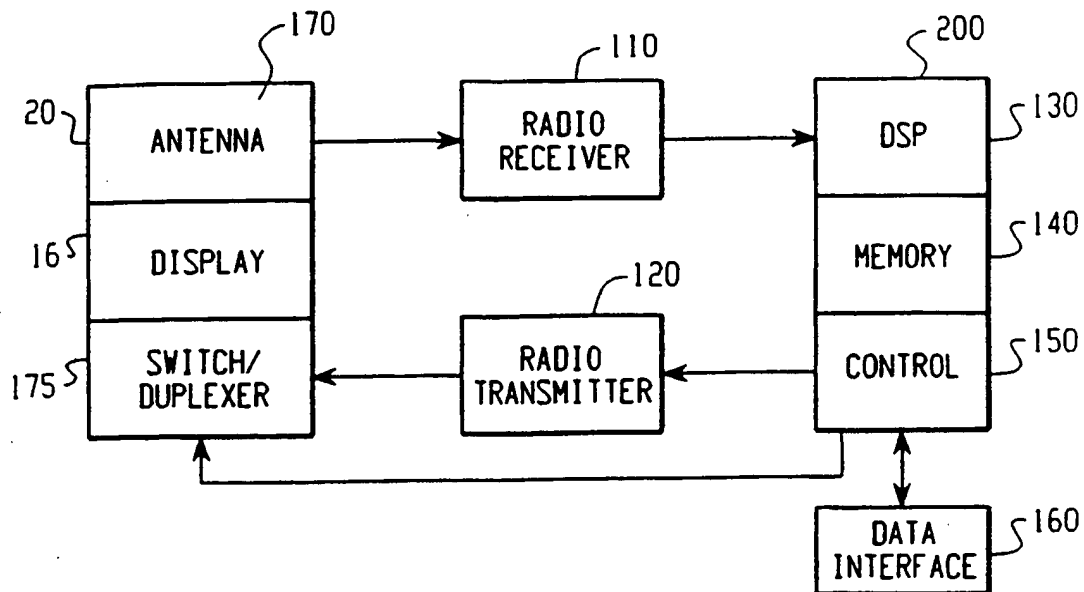 170
110
200
20
ANTENNA
RADIO
RECEIVER
DSP
130
16
DISPLAY
MEMORY
140
120
175
SWITCH/
DUPLEXER
RADIO
TRANSMITTER
CONTROL
150
DATA
INTERFACE
160